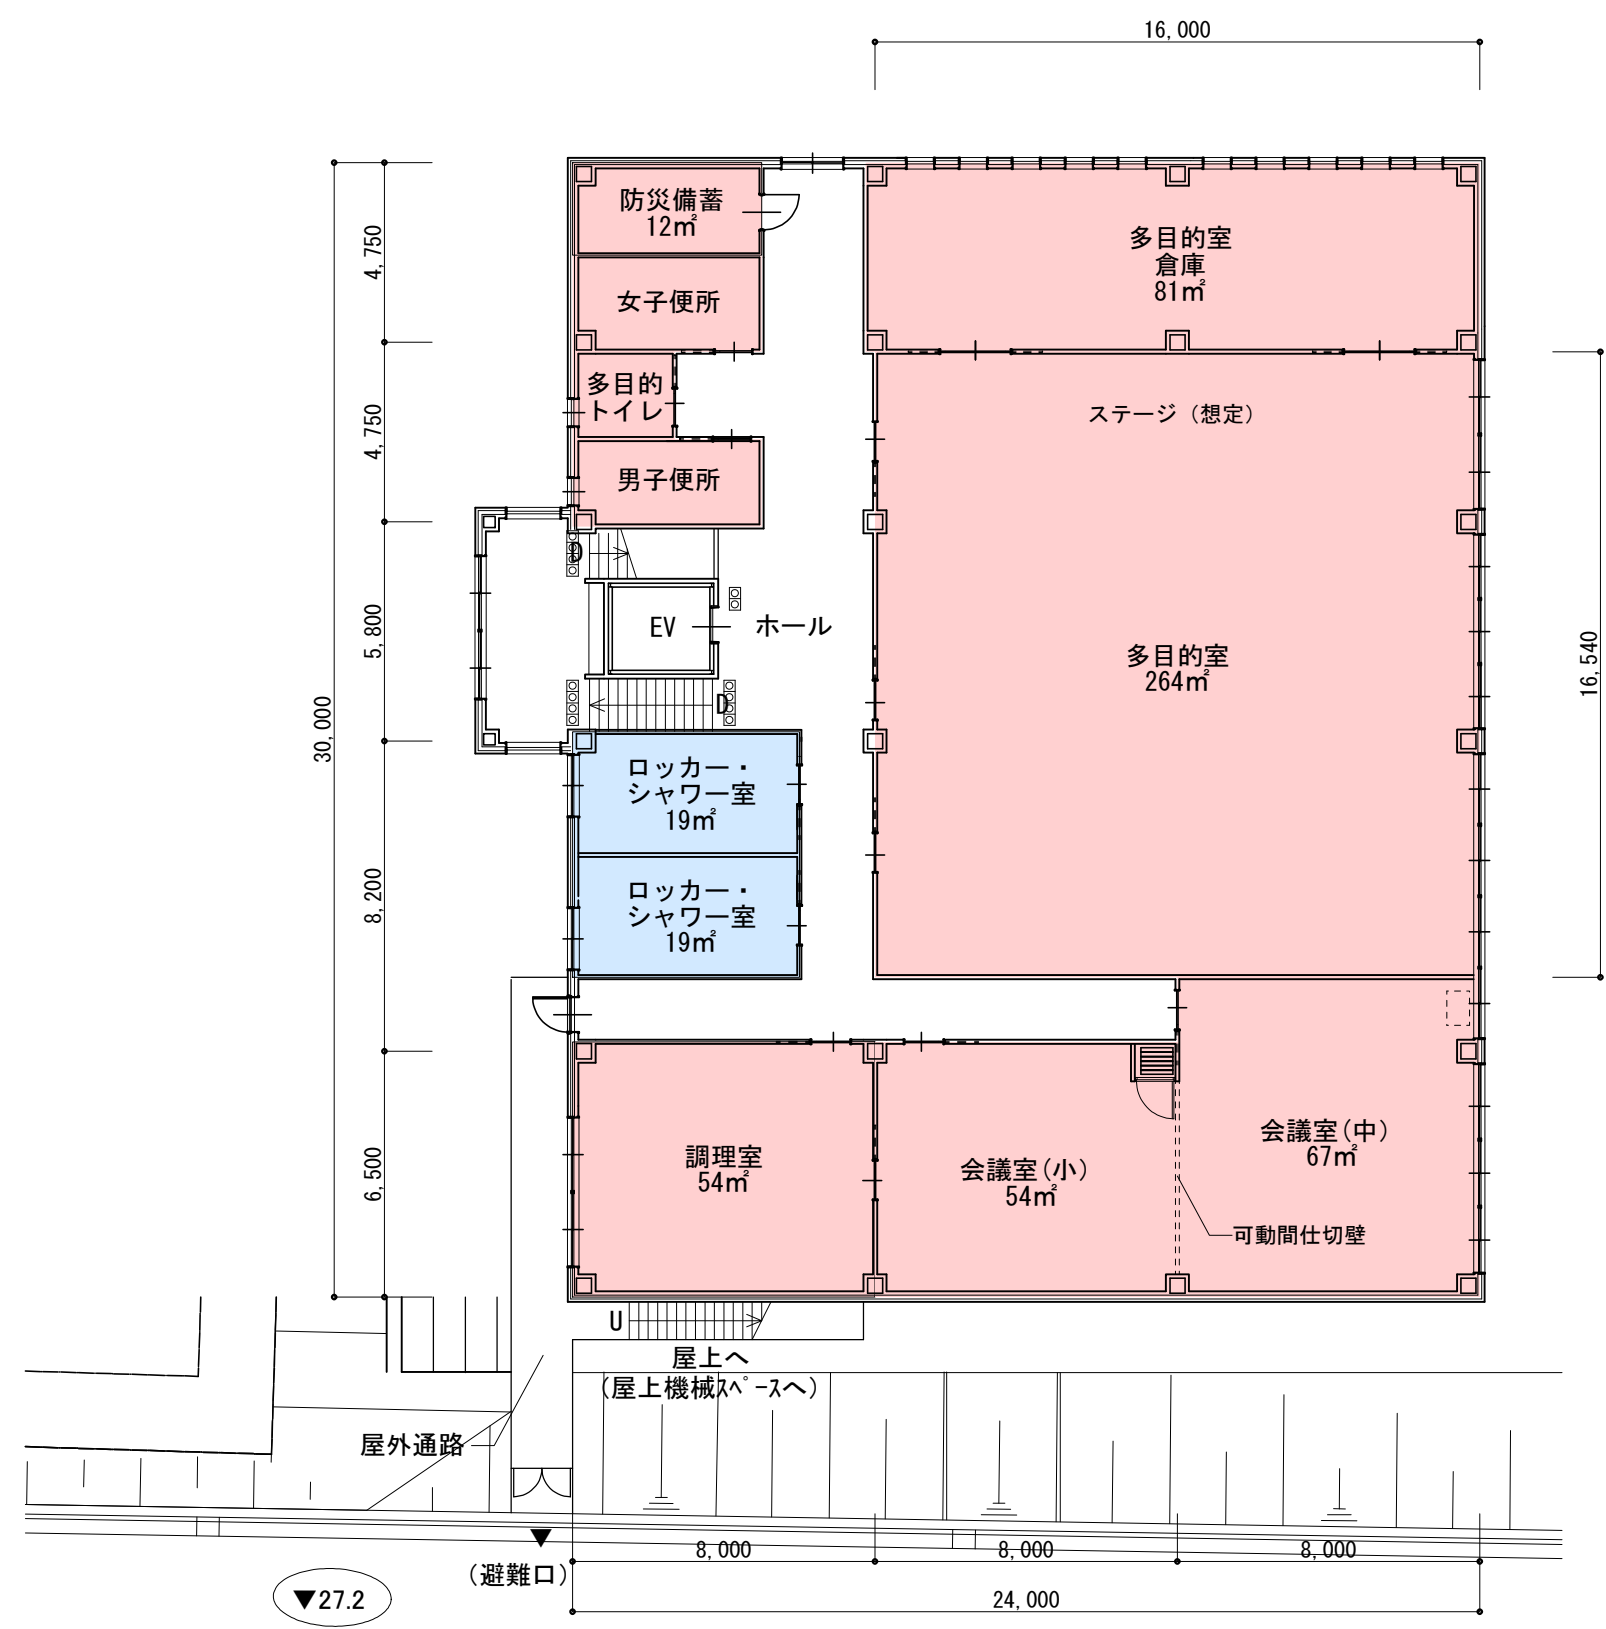 16,000
防災備蓄
12㎡
4,750
多目的室
倉庫
81㎡
女子便所
多目的
トイレ
ステージ（想定）
4,750
男子便所
D
5,800
EV
ホール
多目的室
264㎡
16,540
30,000
D
ロッカー・
シャワー室
19㎡
8,200
ロッカー・
シャワー室
19㎡
6,500
調理室
54㎡
会議室(小)
54㎡
会議室(中)
67㎡
可動間仕切壁
U
屋上へ
(屋上機械ｽﾍﾟｰｽへ)
屋外通路
(避難口)
8,000
8,000
8,000
▼27.2
24,000